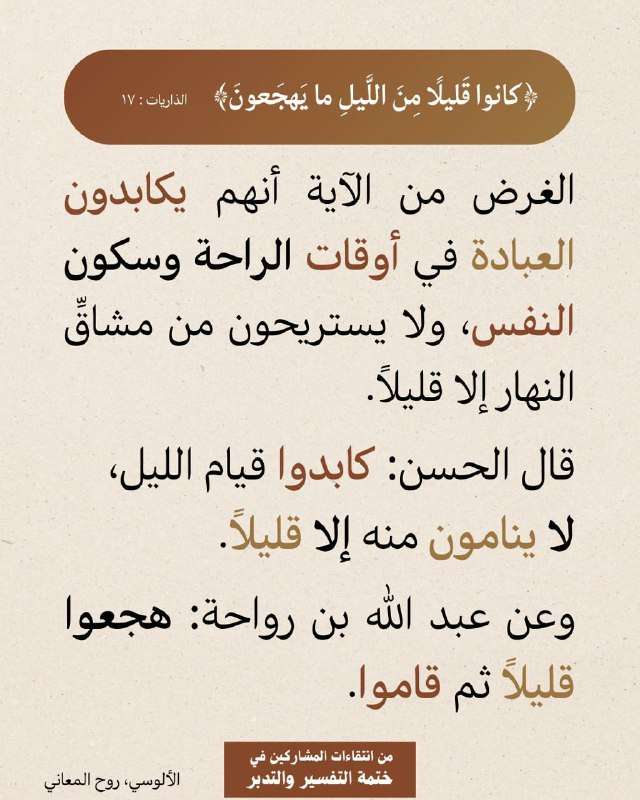 ﴿كانوا قَليلًا مِنَ اللَّيلِ ما يَهجَعونَ﴾ الذاريات : ١٧
الغرض من الآية أنهم يكابدون
العبادة في أوقات الراحة وسكون
النفس، ولا يستريحون من مشاقِّ
النهار إلا قليلاً.
قال الحسن: كابدوا قيام الليل،
لا ينامون منه إلا قليلاً.
وعن عبد الله بن رواحة: هجعوا
قليلاً ثم قاموا.
من انتقاءات المشاركين في
ختمة التفسير والتدبر
الألوسي، روح المعاني